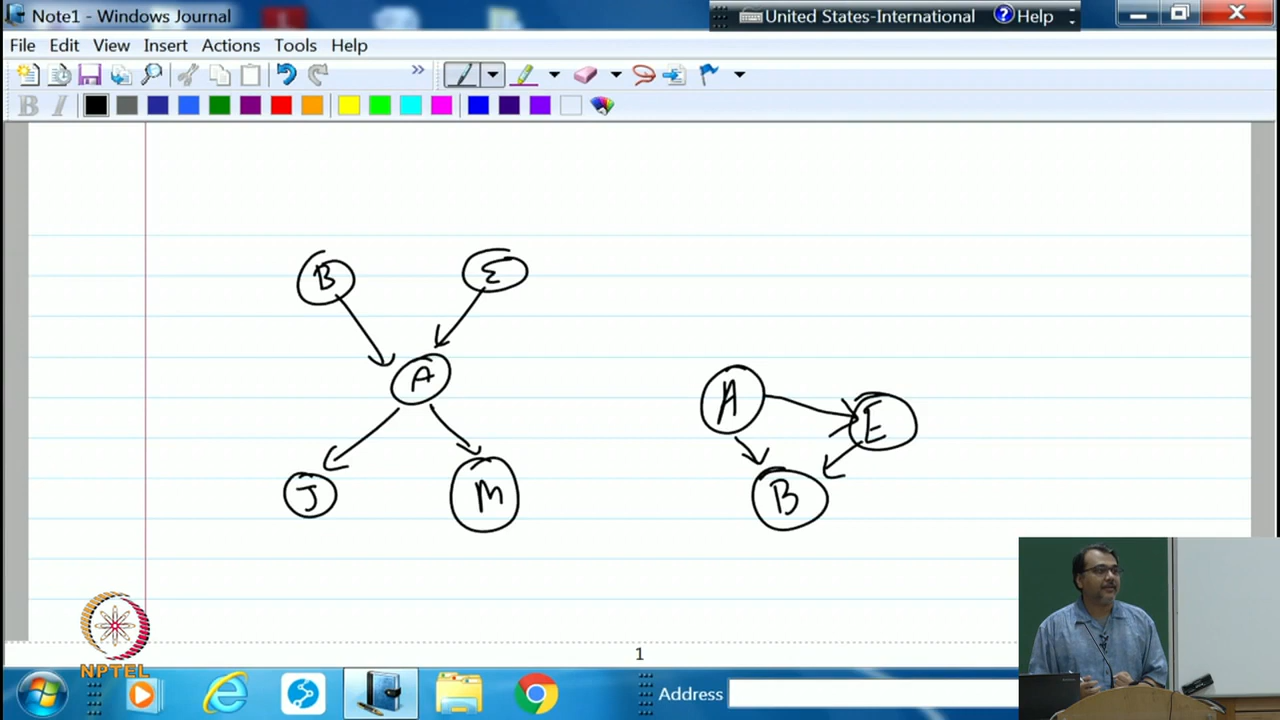 Note1 - Windows Journal
United States-International
Help
File Edit View Insert Actions Tools Help
B I
B
E
A
J
M
A
E
B
1
NPTEL
Address